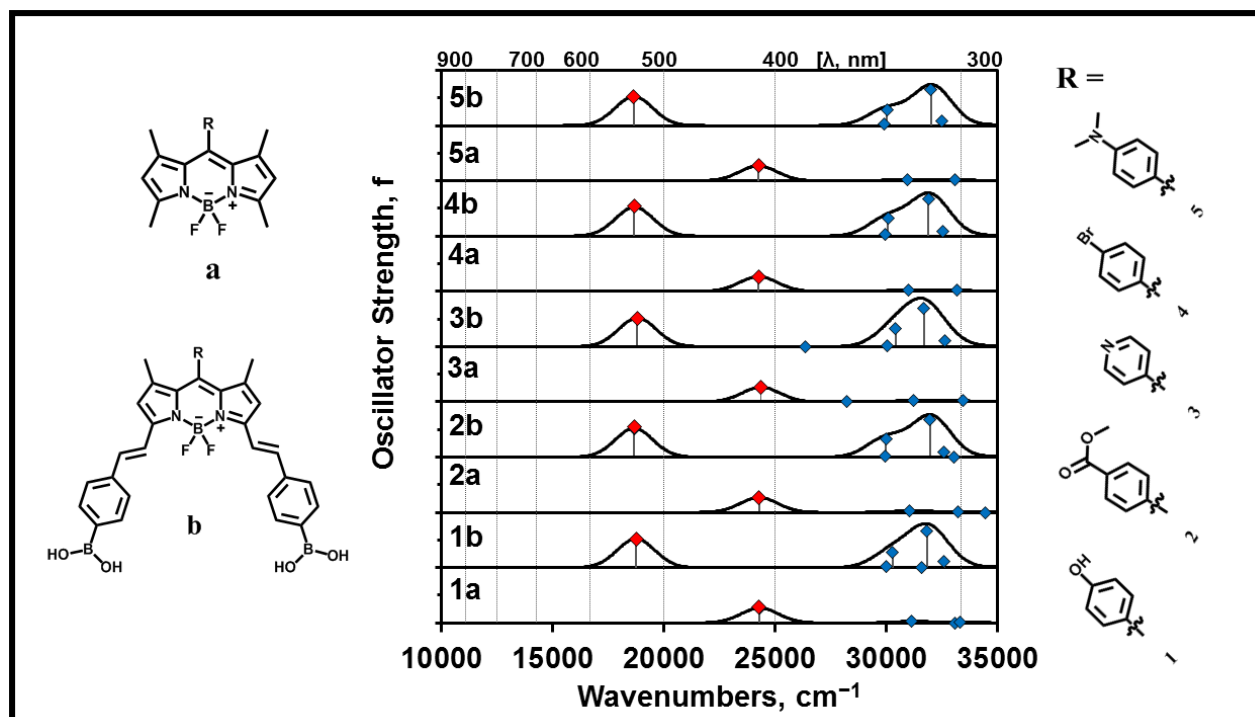 900 700 600 500 400 [λ, nm] 300
5b
5a
4b
4a
3b
3a
2b
2a
1b
1a
Oscillator Strength, f
10000 15000 20000 25000 30000 35000
Wavenumbers, cm⁻¹
R
N B⁻ N⁺
F F
a
R
N B⁻ N⁺
F F
b
HO B OH
HO B OH
R =
N
5
Br
4
N
3
O
O
2
OH
1